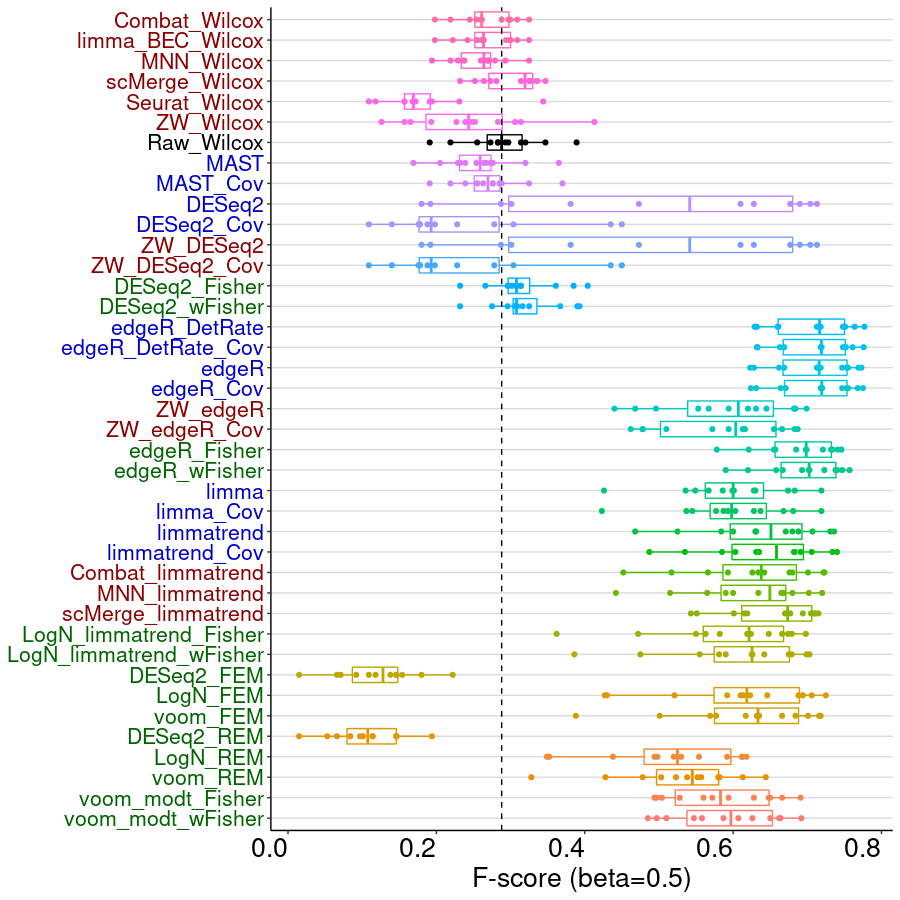 Combat_Wilcox
limma_BEC_Wilcox
MNN_Wilcox
scMerge_Wilcox
Seurat_Wilcox
ZW_Wilcox
Raw_Wilcox
MAST
MAST_Cov
DESeq2
DESeq2_Cov
ZW_DESeq2
ZW_DESeq2_Cov
DESeq2_Fisher
DESeq2_wFisher
edgeR_DetRate
edgeR_DetRate_Cov
edgeR
edgeR_Cov
ZW_edgeR
ZW_edgeR_Cov
edgeR_Fisher
edgeR_wFisher
limma
limma_Cov
limmatrend
limmatrend_Cov
Combat_limmatrend
MNN_limmatrend
scMerge_limmatrend
LogN_limmatrend_Fisher
LogN_limmatrend_wFisher
DESeq2_FEM
LogN_FEM
voom_FEM
DESeq2_REM
LogN_REM
voom_REM
voom_modt_Fisher
voom_modt_wFisher
0.0 0.2 0.4 0.6 0.8
F-score (beta=0.5)